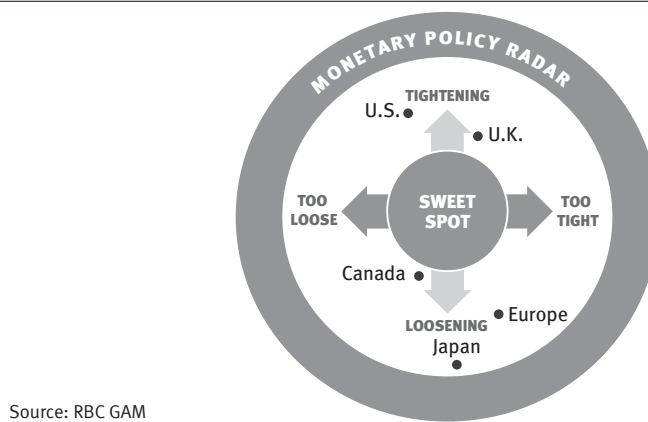 MONETARY POLICY RADAR
TIGHTENING
U.S.
U.K.
TOO
LOOSE
SWEET
SPOT
TOO
TIGHT
Canada
Europe
LOOSENING
Japan
Source: RBC GAM